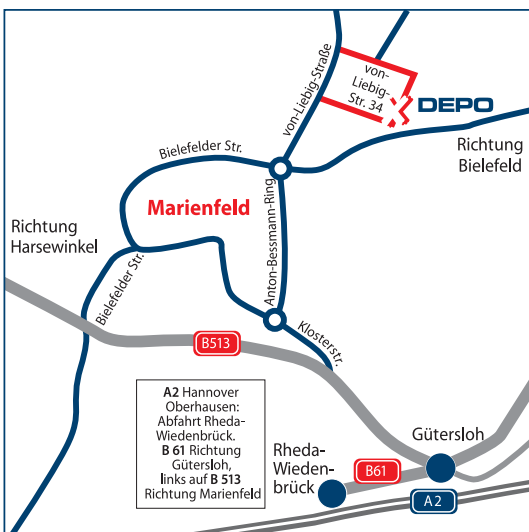 von-Liebig-Straße
von-
Liebig-
Str. 34
DEPO
Bielefelder Str.
Richtung
Bielefeld
Marienfeld
Anton-Bessmann-Ring
Richtung
Harsewinkel
Bielefelder Str.
Klosterstr.
B513
A2 Hannover
Oberhausen:
Abfahrt Rheda-
Wiedenbrück.
B 61 Richtung
Gütersloh,
links auf B 513
Richtung Marienfeld
Gütersloh
Rheda-
Wieden-
brück
B61
A2